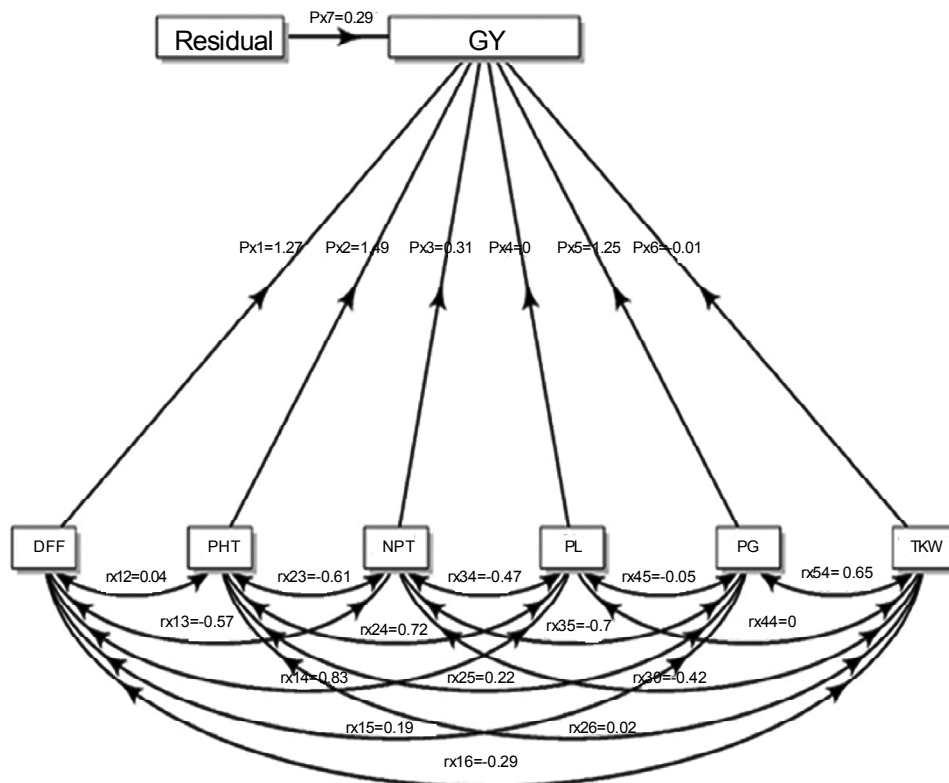 Px7=0.29
Residual
GY
Px1=1.27
Px2=1.49
Px3=0.31
Px4=0
Px5=1.25
Px6=-0.01
DFF
PHT
NPT
PL
PG
TKW
rx12=0.04
rx23=-0.61
rx34=-0.47
rx45=-0.05
rx54= 0.65
rx13=-0.57
rx24=0.72
rx35=-0.7
rx44=0
rx14=0.83
rx25=0.22
rx30=-0.42
rx15=0.19
rx26=0.02
rx16=-0.29